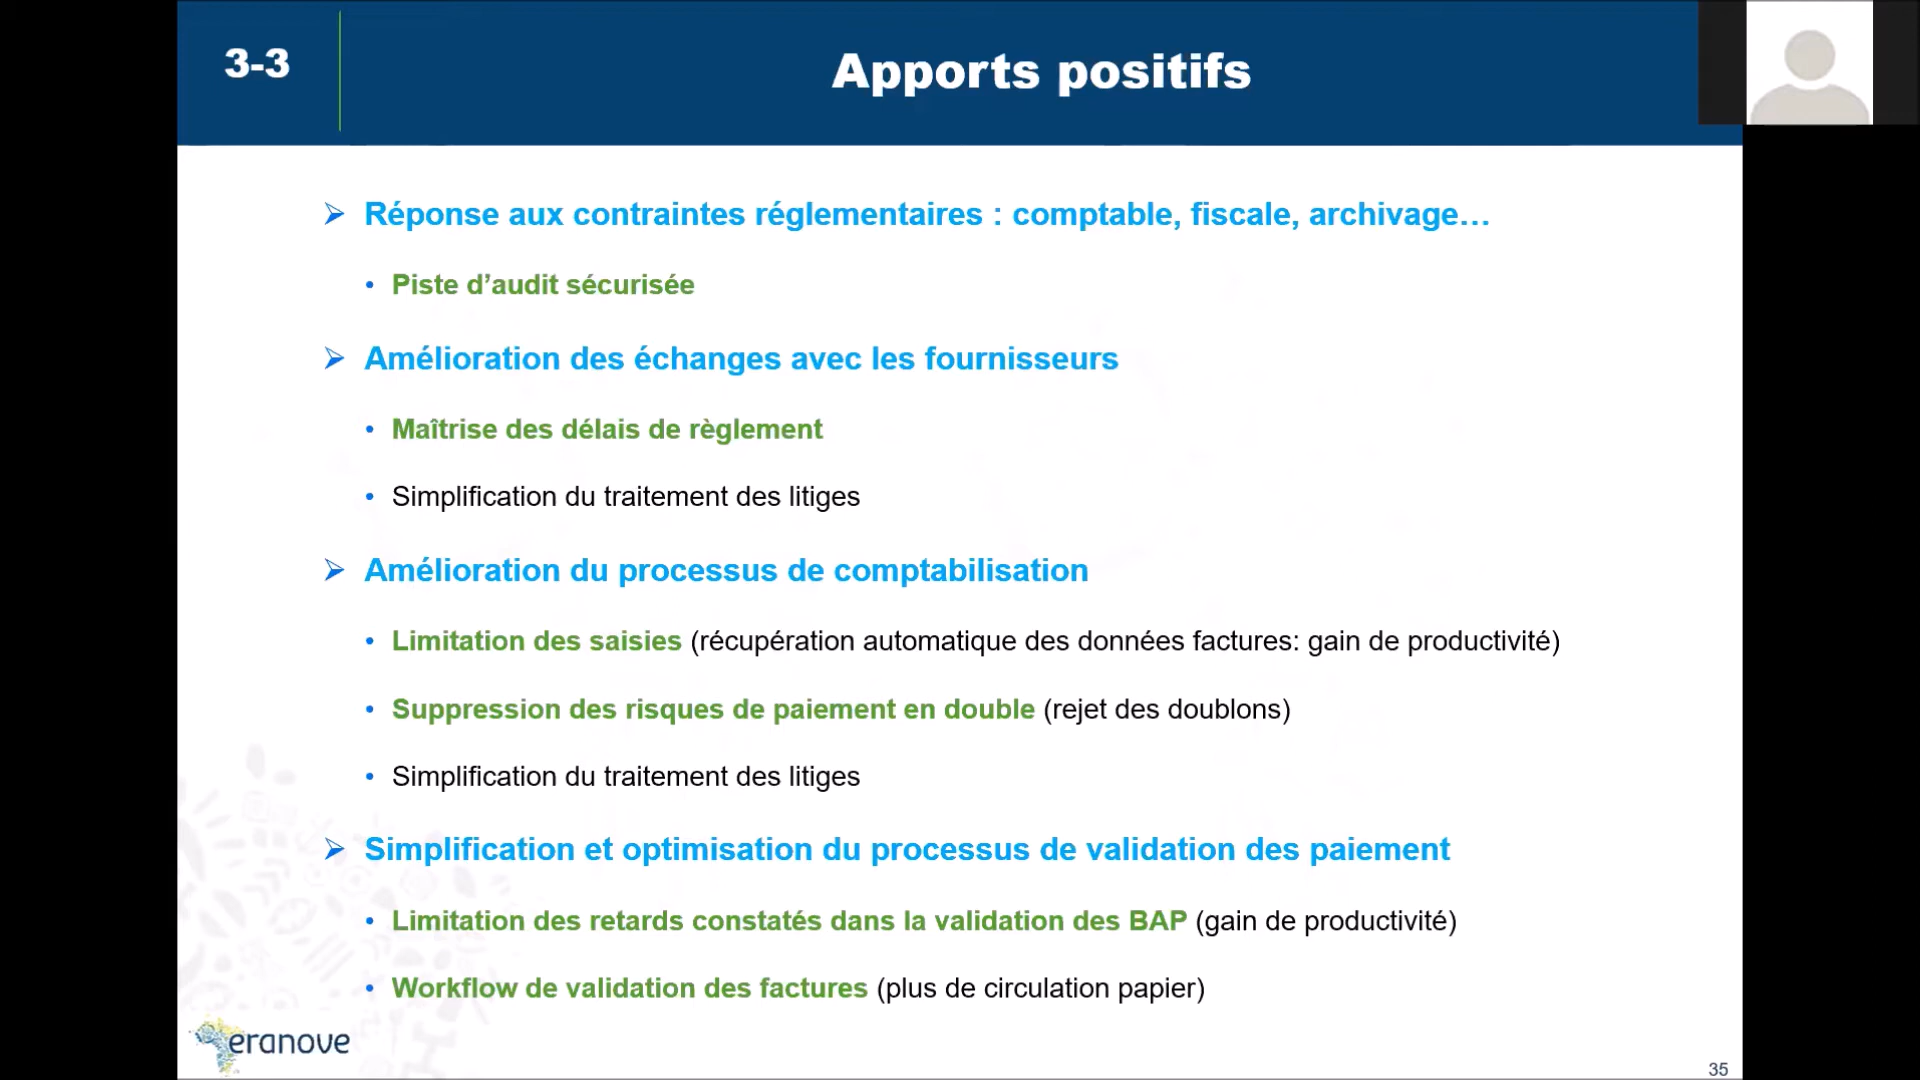 3-3
Apports positifs
Réponse aux contraintes réglementaires : comptable, fiscale, archivage…
• Piste d’audit sécurisée
Amélioration des échanges avec les fournisseurs
• Maîtrise des délais de règlement
• Simplification du traitement des litiges
Amélioration du processus de comptabilisation
• Limitation des saisies (récupération automatique des données factures: gain de productivité)
• Suppression des risques de paiement en double (rejet des doublons)
• Simplification du traitement des litiges
Simplification et optimisation du processus de validation des paiement
• Limitation des retards constatés dans la validation des BAP (gain de productivité)
• Workflow de validation des factures (plus de circulation papier)
eranove
35